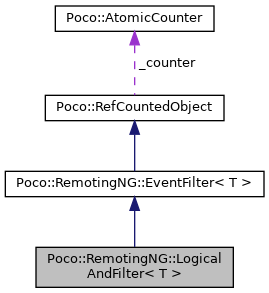 Poco::AtomicCounter
_counter
Poco::RefCountedObject
Poco::RemotingNG::EventFilter< T >
Poco::RemotingNG::Logical
AndFilter< T >